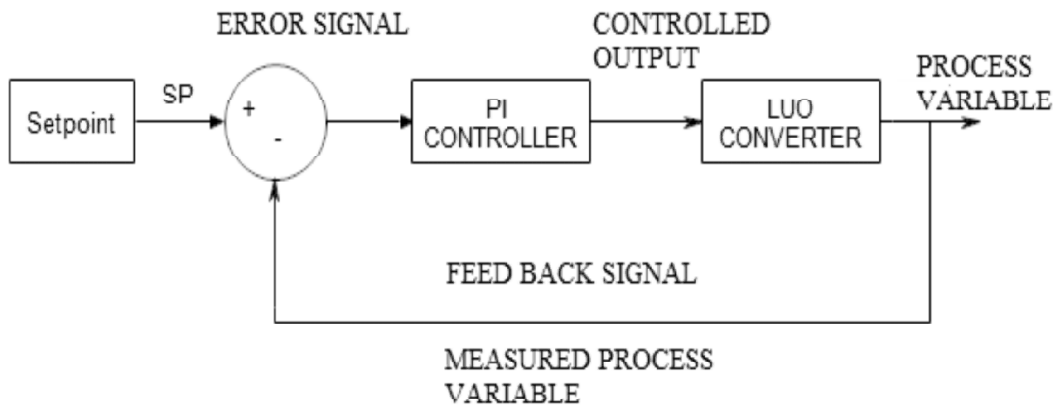 ERROR SIGNAL
CONTROLLED
OUTPUT
PROCESS
VARIABLE
Setpoint
SP
+
-
PI
CONTROLLER
LUO
CONVERTER
FEED BACK SIGNAL
MEASURED PROCESS
VARIABLE